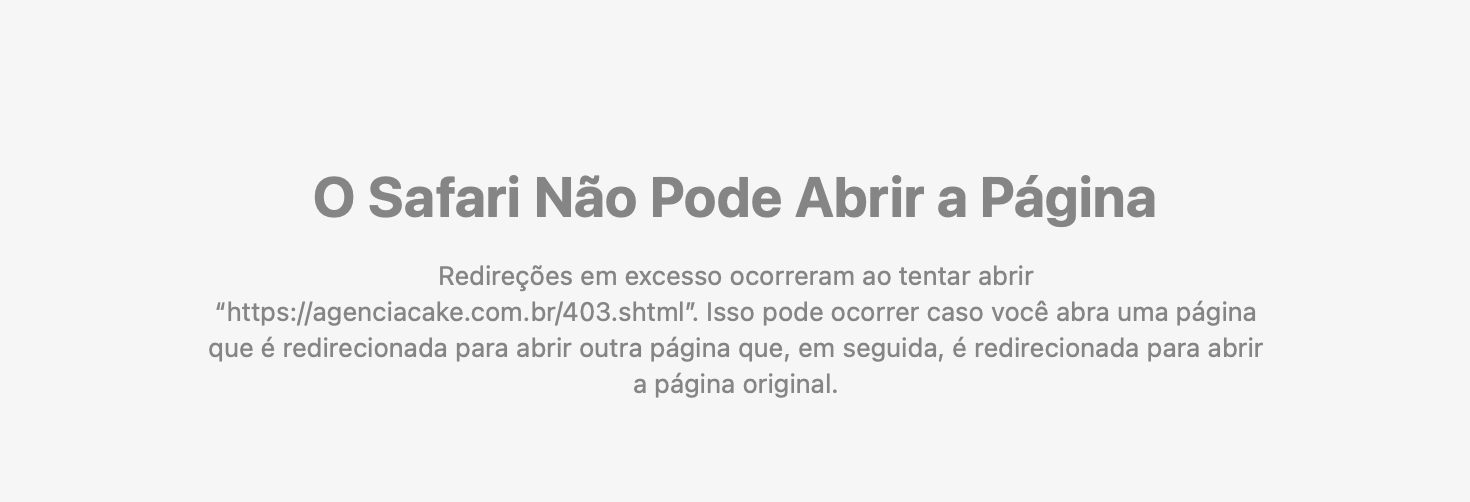 O Safari Não Pode Abrir a Página
Redireções em excesso ocorreram ao tentar abrir
“https://agenciacake.com.br/403.shtml”. Isso pode ocorrer caso você abra uma página
que é redirecionada para abrir outra página que, em seguida, é redirecionada para abrir
a página original.